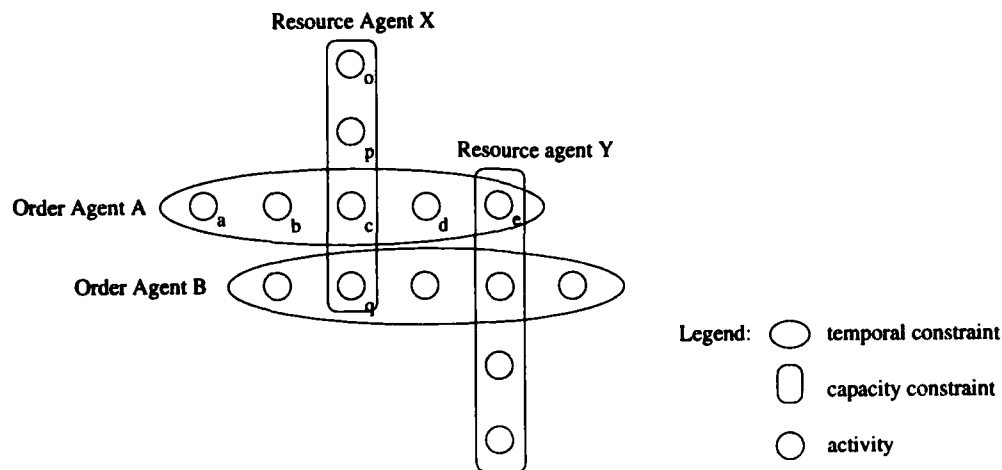 Resource Agent X
o
p
Resource agent Y
Order Agent A
a
b
c
d
e
Order Agent B
q
Legend:
temporal constraint
capacity constraint
activity